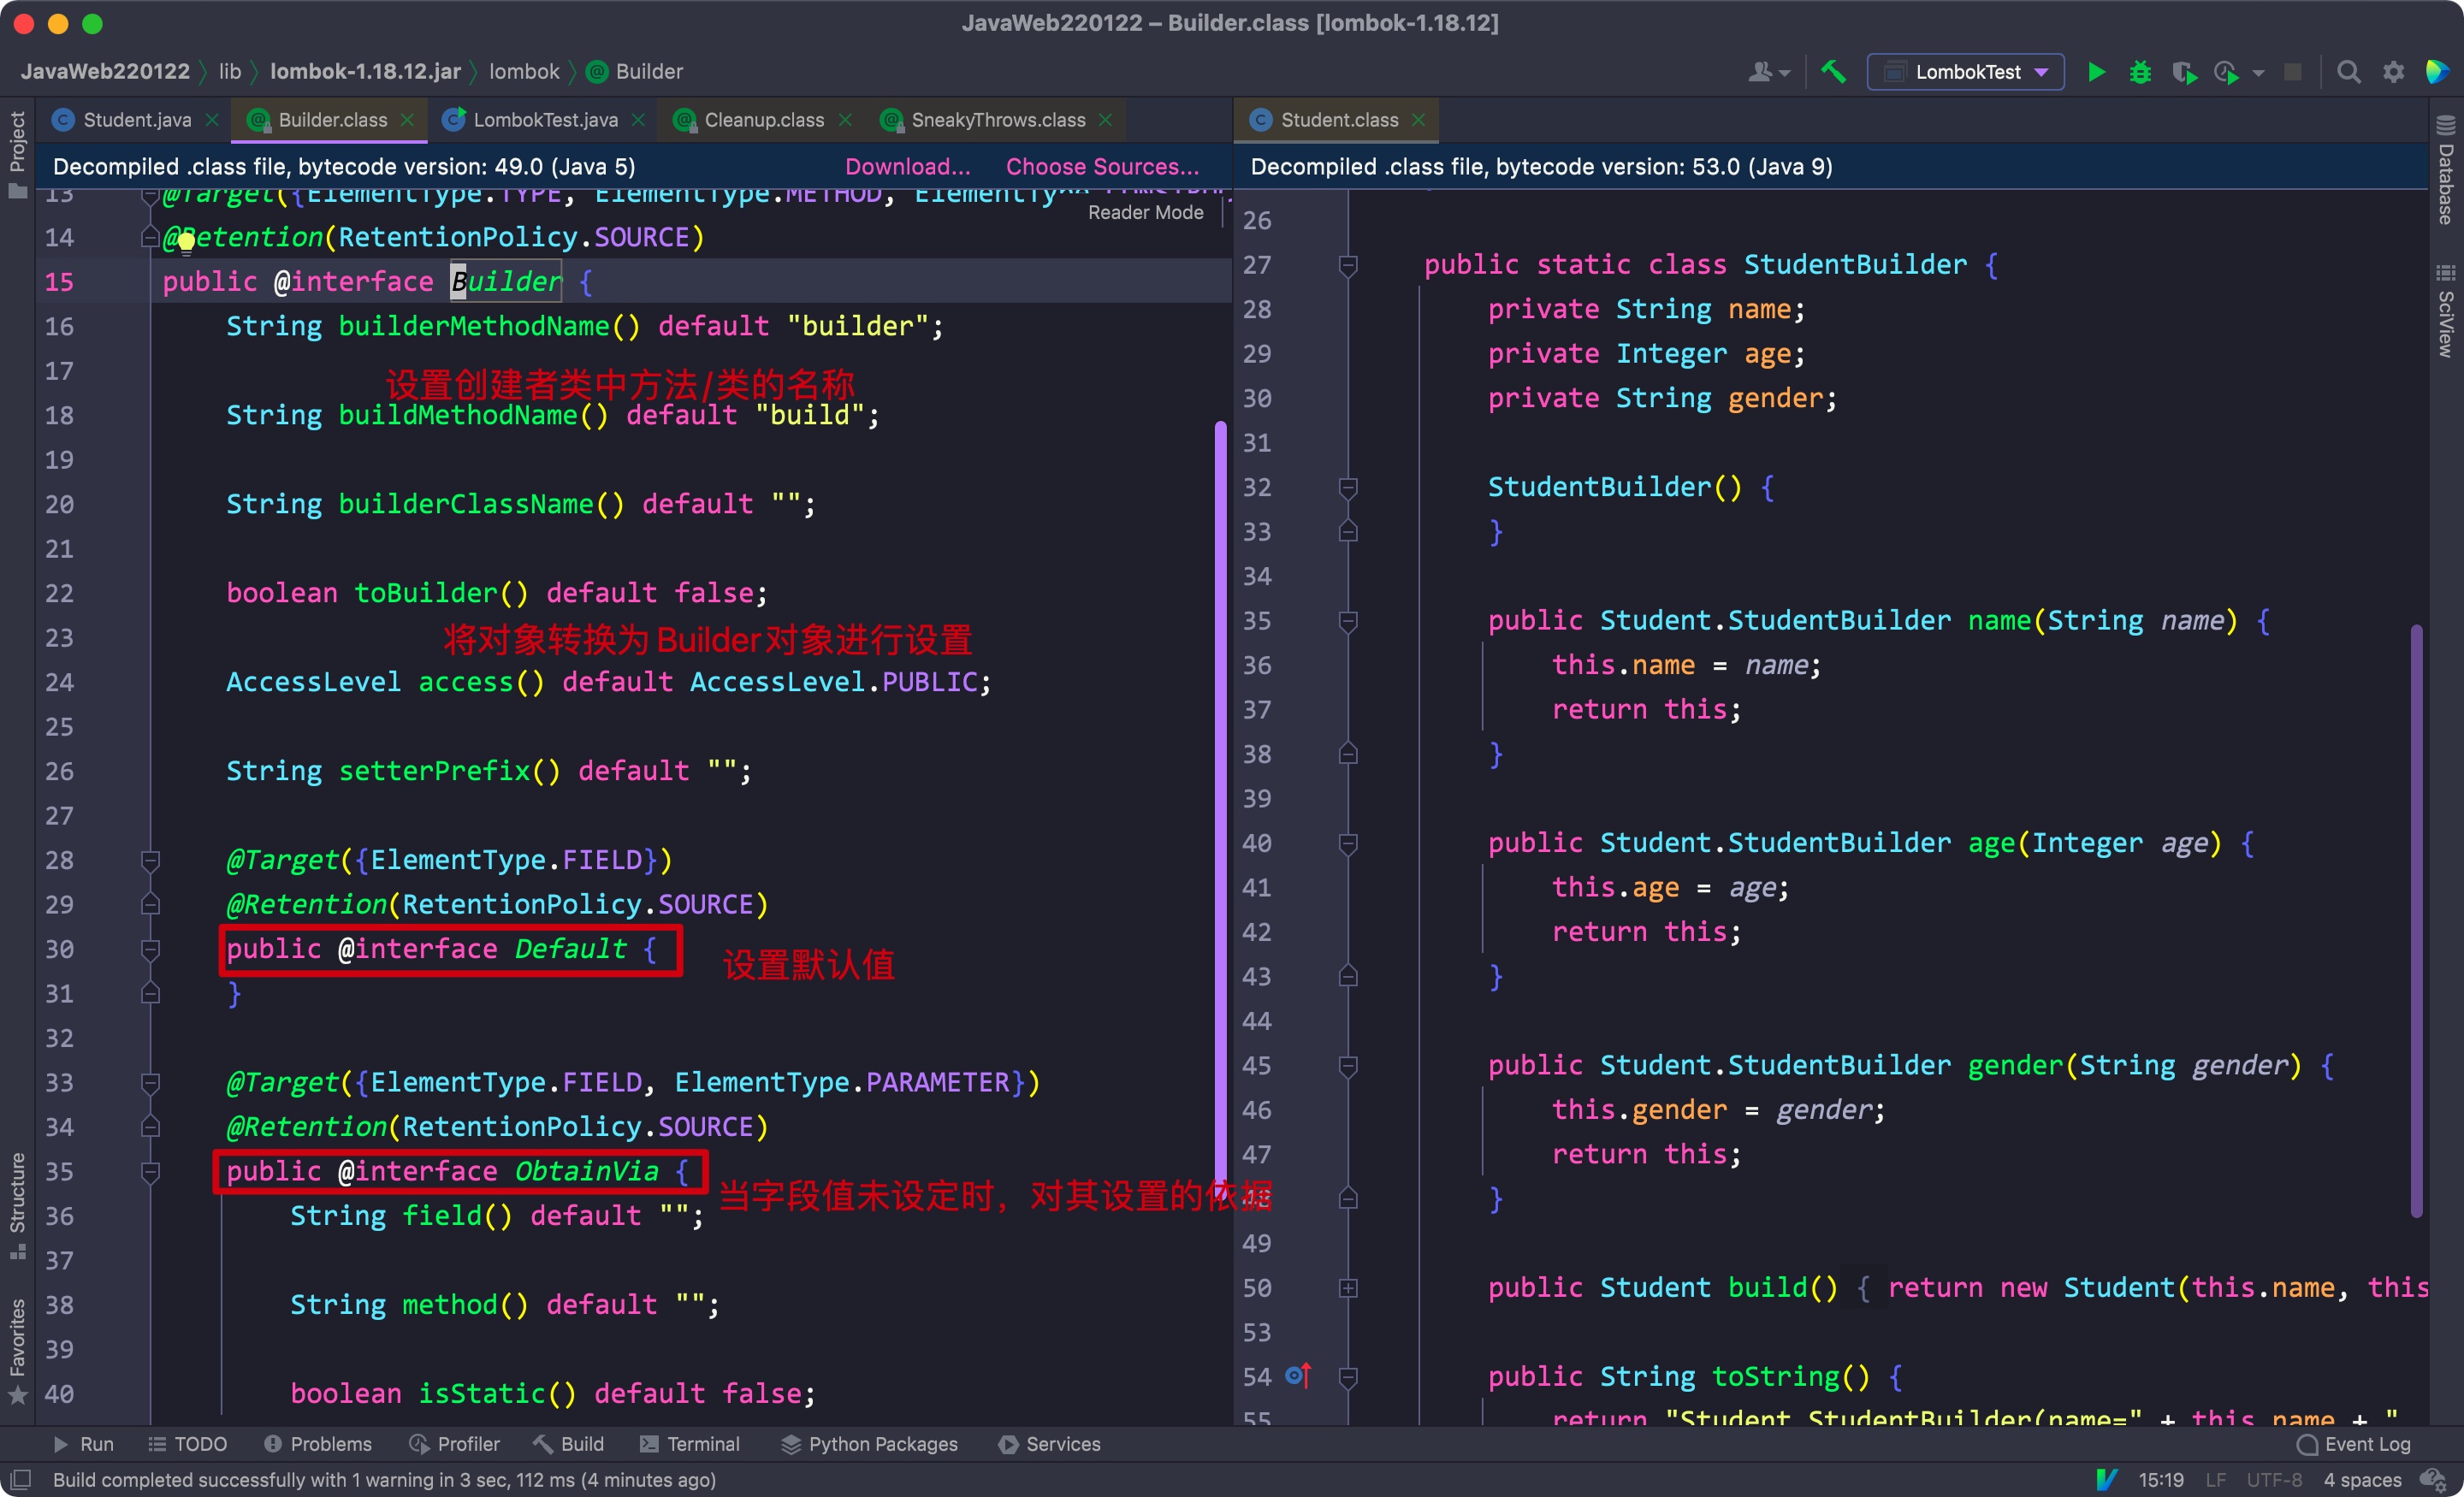 JavaWeb220122 – Builder.class [lombok-1.18.12]
JavaWeb220122 lib lombok-1.18.12.jar lombok Builder
LombokTest
Project
Student.java Builder.class LombokTest.java Cleanup.class SneakyThrows.class
Decompiled .class file, bytecode version: 49.0 (Java 5) Download... Choose Sources...
Reader Mode
13 @Target({ElementType.TYPE, ElementType.METHOD,
14 @Retention(RetentionPolicy.SOURCE)
15 public @interface Builder {
16 String builderMethodName() default "builder";
17
设置创建者类中方法/类的名称
18 String buildMethodName() default "build";
19
20 String builderClassName() default "";
21
22 boolean toBuilder() default false;
23
将对象转换为Builder对象进行设置
24 AccessLevel access() default AccessLevel.PUBLIC;
25
26 String setterPrefix() default "";
27
28 @Target({ElementType.FIELD})
29 @Retention(RetentionPolicy.SOURCE)
30 public @interface Default {
设置默认值
31 }
32
33 @Target({ElementType.FIELD, ElementType.PARAMETER})
34 @Retention(RetentionPolicy.SOURCE)
35 public @interface ObtainVia {
当字段值未设定时，对其设置的依据
36 String field() default "";
37
38 String method() default "";
39
40 boolean isStatic() default false;
Structure
Favorites
Student.class
Decompiled .class file, bytecode version: 53.0 (Java 9)
26
27 public static class StudentBuilder {
28 private String name;
29 private Integer age;
30 private String gender;
31
32 StudentBuilder() {
33 }
34
35 public Student.StudentBuilder name(String name) {
36 this.name = name;
37 return this;
38 }
39
40 public Student.StudentBuilder age(Integer age) {
41 this.age = age;
42 return this;
43 }
44
45 public Student.StudentBuilder gender(String gender) {
46 this.gender = gender;
47 return this;
}
49
50 public Student build() { return new Student(this.name, this
53
54 public String toString() {
55 return "Student.StudentBuilder(name=" + this.name + "
Database
SciView
Run TODO Problems Profiler Build Terminal Python Packages Services Event Log
Build completed successfully with 1 warning in 3 sec, 112 ms (4 minutes ago) 15:19 LF UTF-8 4 spaces